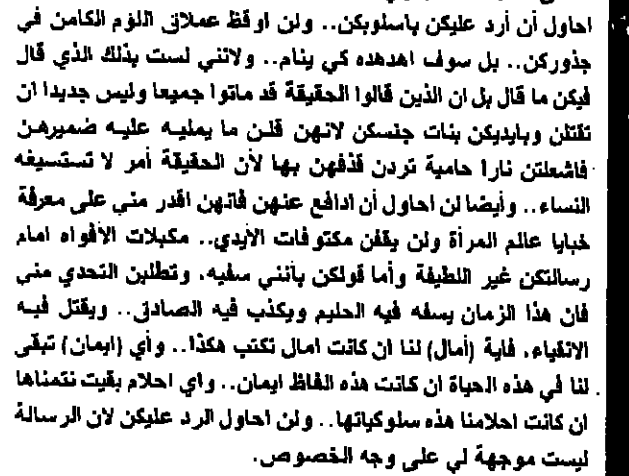 احاول أن أرد عليكن باسلوبكن.. ولن اوقظ عملاق اللؤم الكامن في
جذوركن.. بل سوف اهدهده كي ينام.. ولانني لست بذلك الذي قال
فيكن ما قال بل ان الذين قالوا الحقيقة قد ماتوا جميعا وليس جديدا ان
تقتلن وبايديكن بنات جنسكن لانهن قلن ما يمليه عليه ضميرهن
فاشعلتن نارا حامية تردن قذفهن بها لأن الحقيقة أمر لا تستسيغه
النساء.. وأيضا لن احاول أن ادافع عنهن فانهن اقدر مني على معرفة
خبايا عالم المرأة ولن يقفن مكتوفات الأيدي.. مكبلات الأفواه امام
رسالتكن غير اللطيفة وأما قولكن بأنني سفيه، وتطلبن التحدي مني
فان هذا الزمان يسفه فيه الحليم ويكذب فيه الصادق.. ويقتل فيه
الانقياء، فاية (أمال) لنا ان كانت امال تكتب هكذا.. وأي (ايمان) تبقى
لنا في هذه الحياة ان كانت هذه الفاظ ايمان.. واي احلام بقيت نتمناها
ان كانت احلامنا هذه سلوكياتها.. ولن احاول الرد عليكن لان الرسالة
ليست موجهة لي على وجه الخصوص.